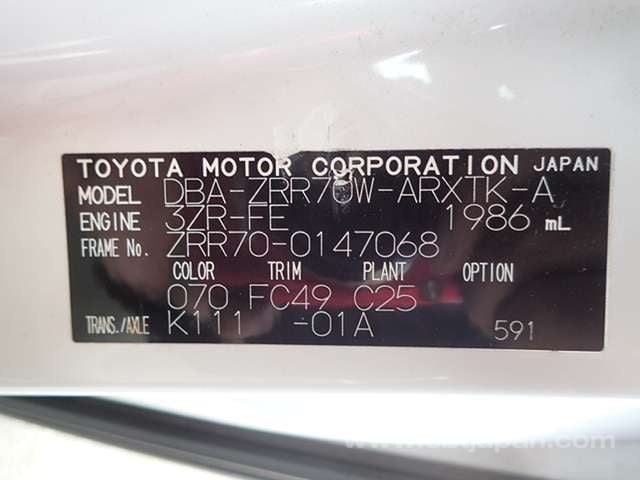 TOYOTA MOTOR CORPORATION JAPAN
MODEL DBA-ZRR70W-ARXTK-A
ENGINE 3ZR-FE 1986 mL
FRAME No. ZRR70-0147068
COLOR TRIM PLANT OPTION
070 FC49 C25
TRANS./AXLE K111 -01A 591